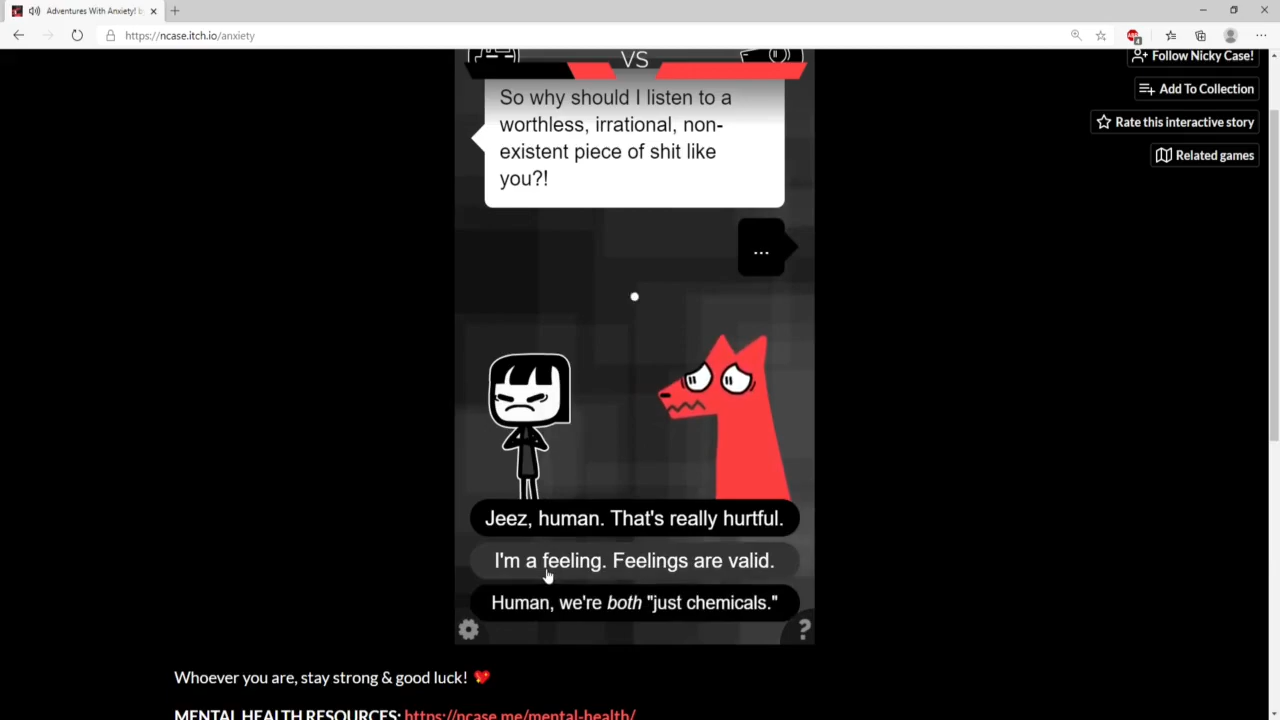 Adventures With Anxiety! by
https://ncase.itch.io/anxiety
Follow Nicky Case!
Add To Collection
Rate this interactive story
Related games
VS
So why should I listen to a
worthless, irrational, non-
existent piece of shit like
you?!
...
Jeez, human. That's really hurtful.
I'm a feeling. Feelings are valid.
Human, we're both "just chemicals."
?
Whoever you are, stay strong & good luck! 💖
MENTAL HEALTH RESOURCES: https://ncase.me/mental-health/